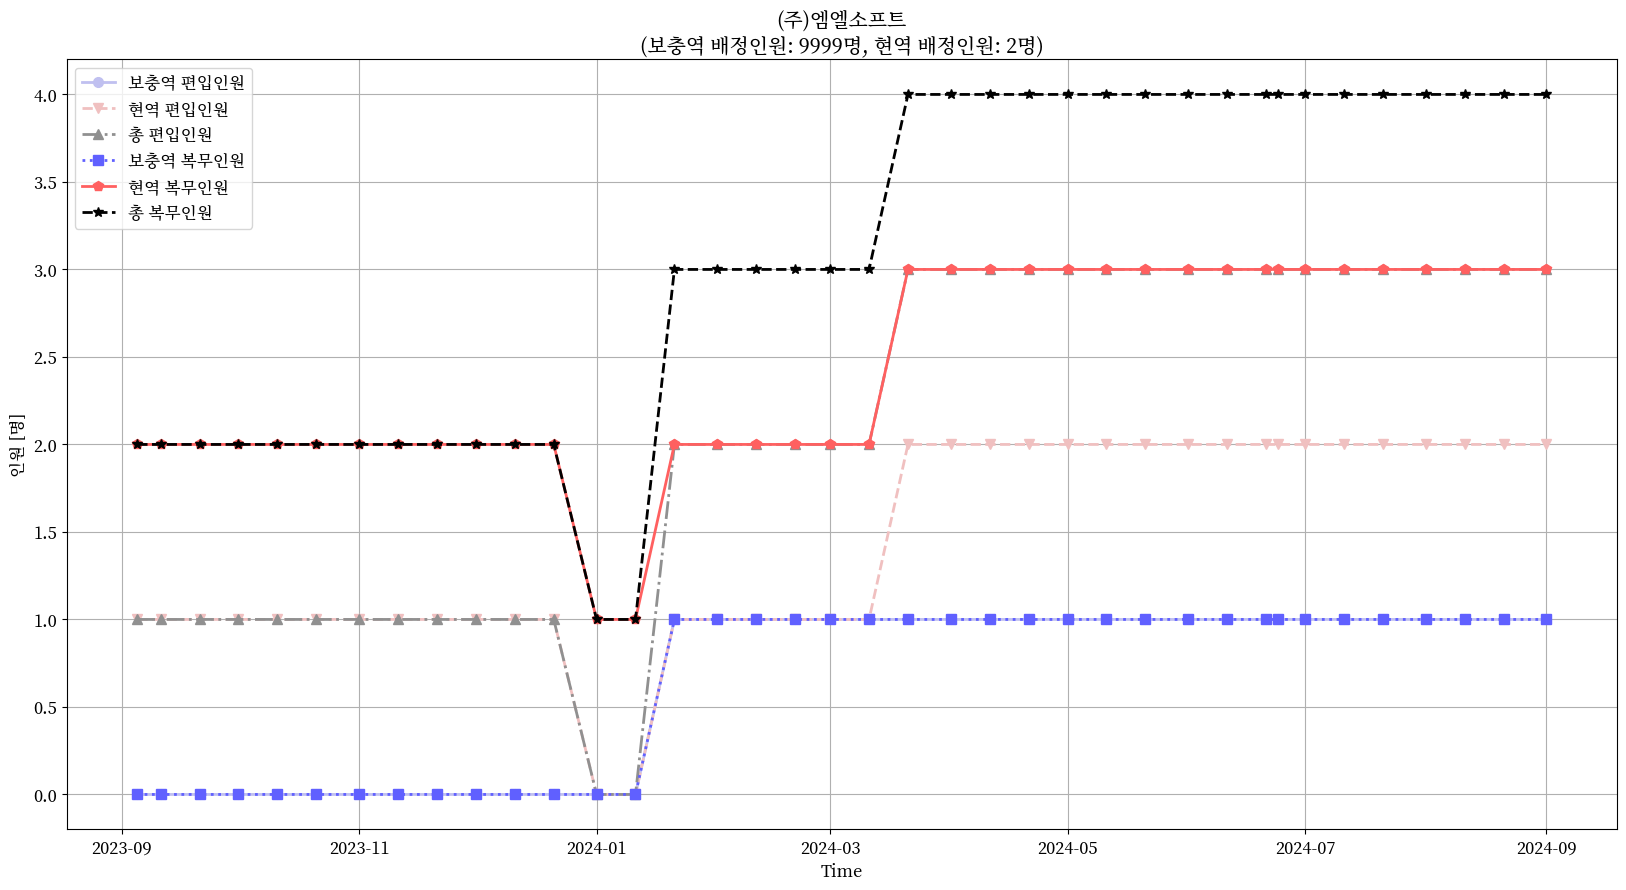 (주)엠엘소프트
(보충역 배정인원: 9999명, 현역 배정인원: 2명)
보충역 편입인원
현역 편입인원
총 편입인원
보충역 복무인원
현역 복무인원
총 복무인원
4.0
3.5
3.0
2.5
2.0
1.5
1.0
0.5
0.0
인원 [명]
2023-09
2023-11
2024-01
2024-03
2024-05
2024-07
2024-09
Time